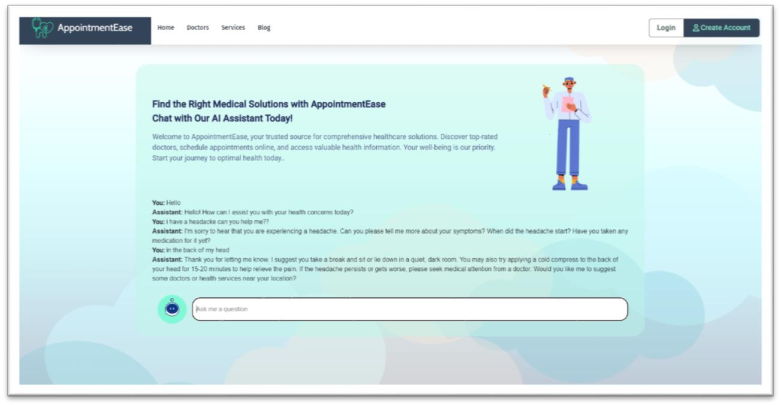 AppointmentEase
Home Doctors Services Blog
Login Create Account
Find the Right Medical Solutions with AppointmentEase
Chat with Our AI Assistant Today!
Welcome to AppointmentEase, your trusted source for comprehensive healthcare solutions. Discover top-rated
doctors, schedule appointments online, and access valuable health information. Your well-being is our priority.
Start your journey to optimal health today..
You: Hello
Assistant: Hello! How can I assist you with your health concerns today?
You: i have a headacke can you help me??
Assistant: I'm sorry to hear that you are experiencing a headache. Can you please tell me more about your symptoms? When did the headache start? Have you taken any
medication for it yet?
You: in the back of my head
Assistant: Thank you for letting me know. I suggest you take a break and sit or lie down in a quiet, dark room. You may also try applying a cold compress to the back of
your head for 15-20 minutes to help relieve the pain. If the headache persists or gets worse, please seek medical attention from a doctor. Would you like me to suggest
some doctors or health services near your location?
Ask me a question